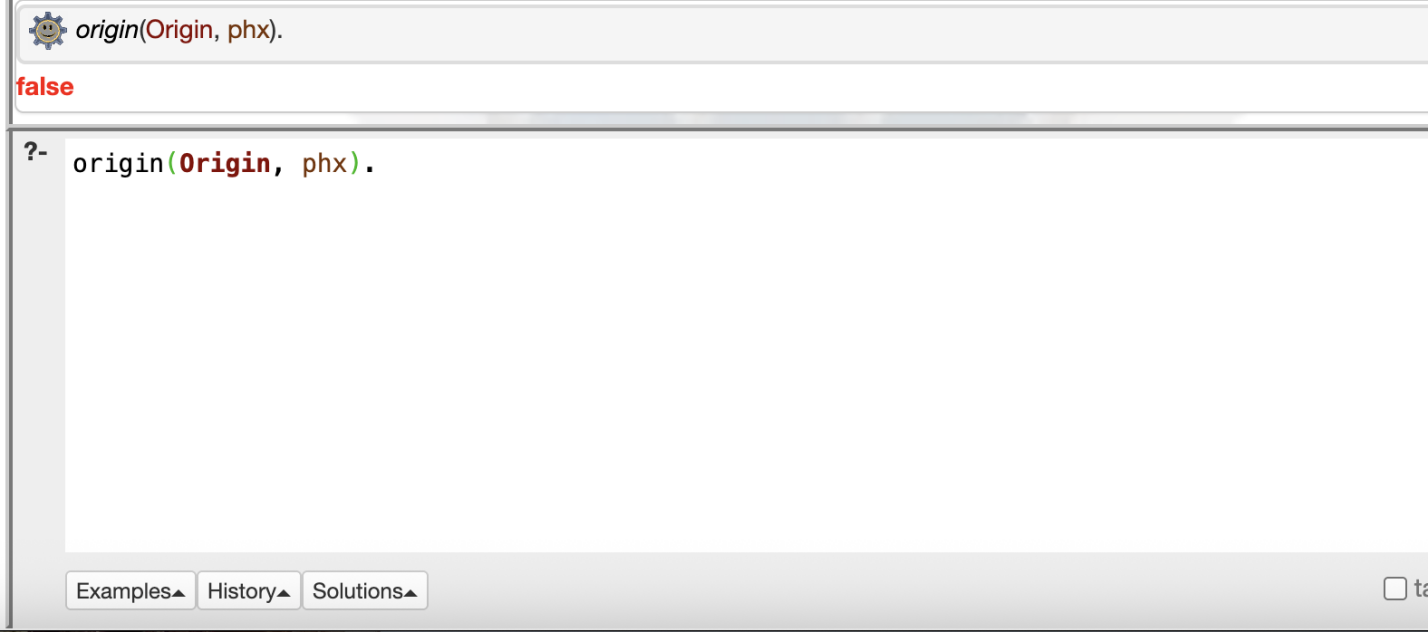 origin(Origin, phx).
false
?- origin(Origin, phx).
Examples History Solutions